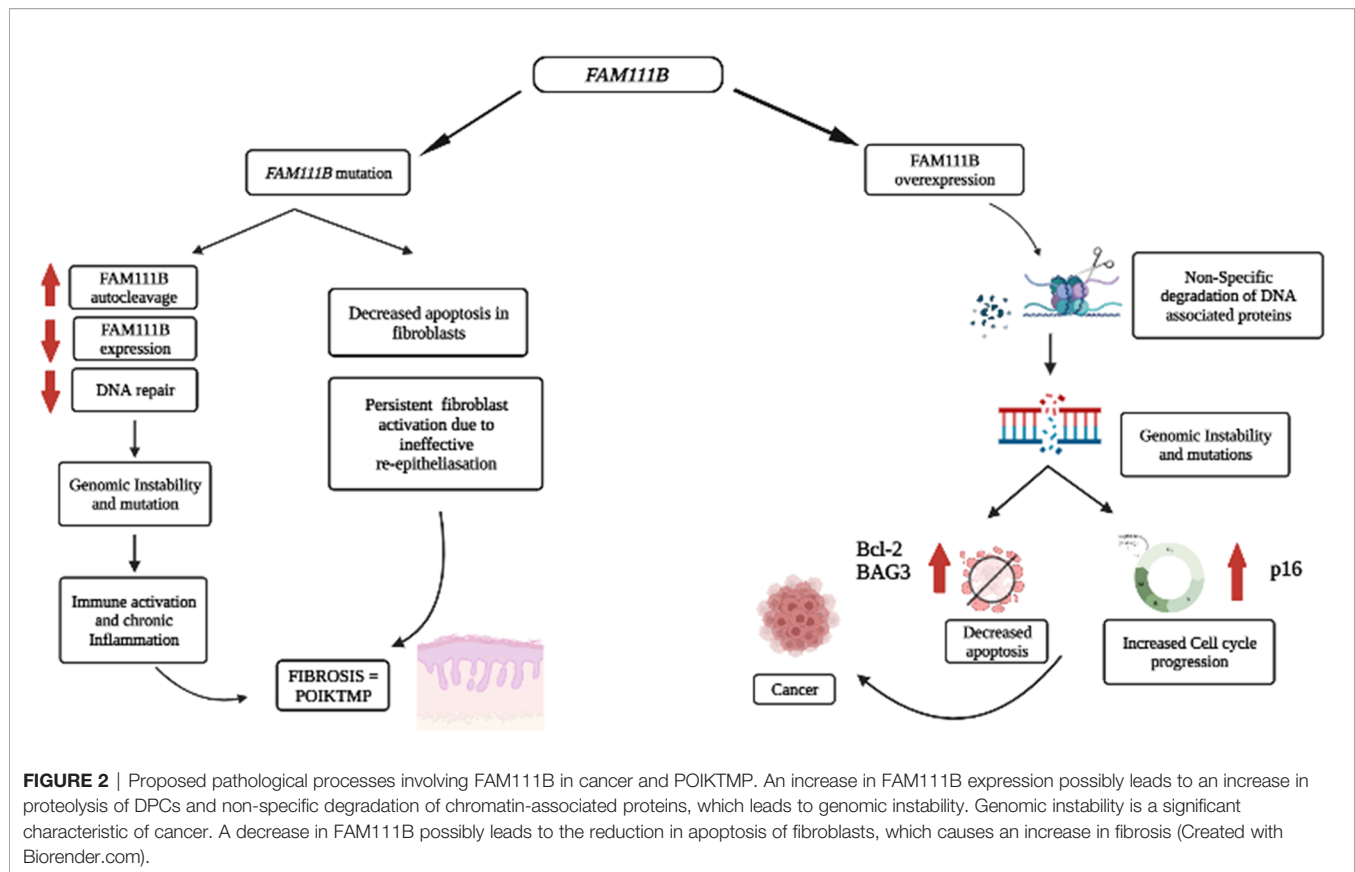 FAM111B
FAM111B mutation
FAM111B
overexpression
FAM111B
autocleavage
FAM111B
expression
DNA repair
Genomic Instability
and mutation
Immune activation
and chronic
Inflammation
Decreased apoptosis in
fibroblasts
Persistent fibroblast
activation due to
ineffective
re-epitheliasation
FIBROSIS =
POIKTMP
Non-Specific
degradation of DNA
associated proteins
Genomic Instability
and mutations
Bcl-2
BAG3
Decreased
apoptosis
p16
Increased Cell cycle
progression
Cancer
FIGURE 2 | Proposed pathological processes involving FAM111B in cancer and POIKTMP. An increase in FAM111B expression possibly leads to an increase in
proteolysis of DPCs and non-specific degradation of chromatin-associated proteins, which leads to genomic instability. Genomic instability is a significant
characteristic of cancer. A decrease in FAM111B possibly leads to the reduction in apoptosis of fibroblasts, which causes an increase in fibrosis (Created with
Biorender.com).